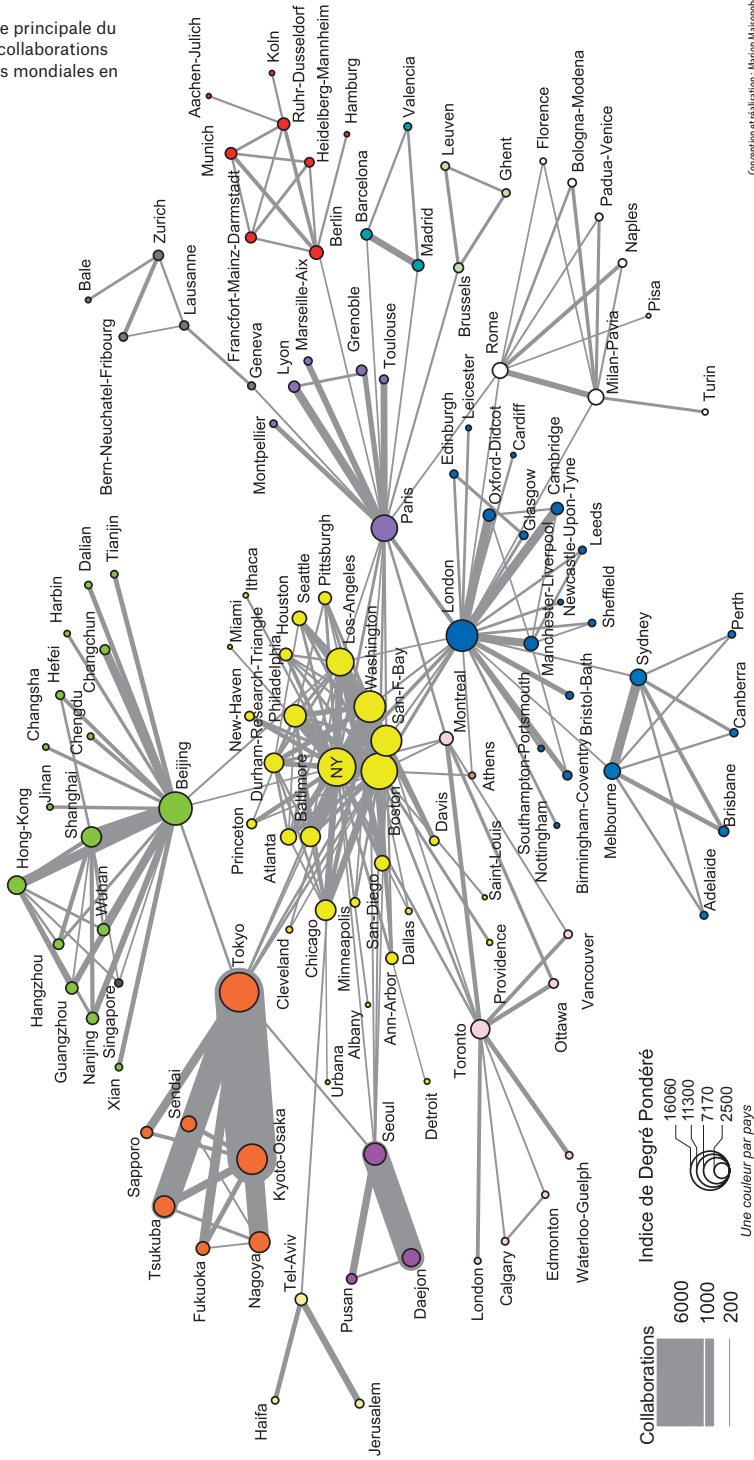 e principale du
collaborations
s mondiales en
Aachen-Julich
Koln
Ruhr-Dusseldorf
Heidelberg-Mannheim
Hamburg
Munich
Francfort-Mainz-Darmstadt
Berlin
Valencia
Barcelona
Madrid
Leuven
Ghent
Brussels
Florence
Bologna-Modena
Padua-Venice
Naples
Pisa
Rome
Milan-Pavia
Turin
Bale
Zurich
Lausanne
Bern-Neuchatel-Fribourg
Geneva
Lyon
Marseille-Aix
Grenoble
Toulouse
Montpellier
Paris
Edinburgh
Leicester
Oxford-Didcot
Cardiff
Glasgow
Cambridge
Manchester-Liverpool
Newcastle-Upon-Tyne
Leeds
Sheffield
London
Southampton-Portsmouth
Nottingham
Birmingham-Coventry
Bristol-Bath
Sydney
Melbourne
Perth
Canberra
Brisbane
Adelaide
Dalian
Tianjin
Harbin
Changchun
Hefei
Changsha
Chengdu
Jinan
Shanghai
Beijing
Hong-Kong
Wuhan
Hangzhou
Guangzhou
Nanjing
Singapore
Xian
Ithaca
Miami
Pittsburgh
Seattle
Houston
Los-Angeles
Philadelphia
Durham-Research-Triangle
New-Haven
Washington
San-F-Bay
NY
Boston
Baltimore
Princeton
Atlanta
Cleveland
Chicago
Minneapolis
San-Diego
Davis
Dallas
Saint-Louis
Providence
Ann-Arbor
Albany
Urbana
Detroit
Montreal
Athens
Toronto
Ottawa
Vancouver
London
Calgary
Edmonton
Waterloo-Guelph
Tokyo
Sendai
Sapporo
Kyoto-Osaka
Tsukuba
Fukuoka
Nagoya
Seoul
Pusan
Daejon
Tel-Aviv
Haifa
Jerusalem
Collaborations
6000
1000
200
Indice de Degré Pondéré
16060
11300
7170
2500
Une couleur par pays